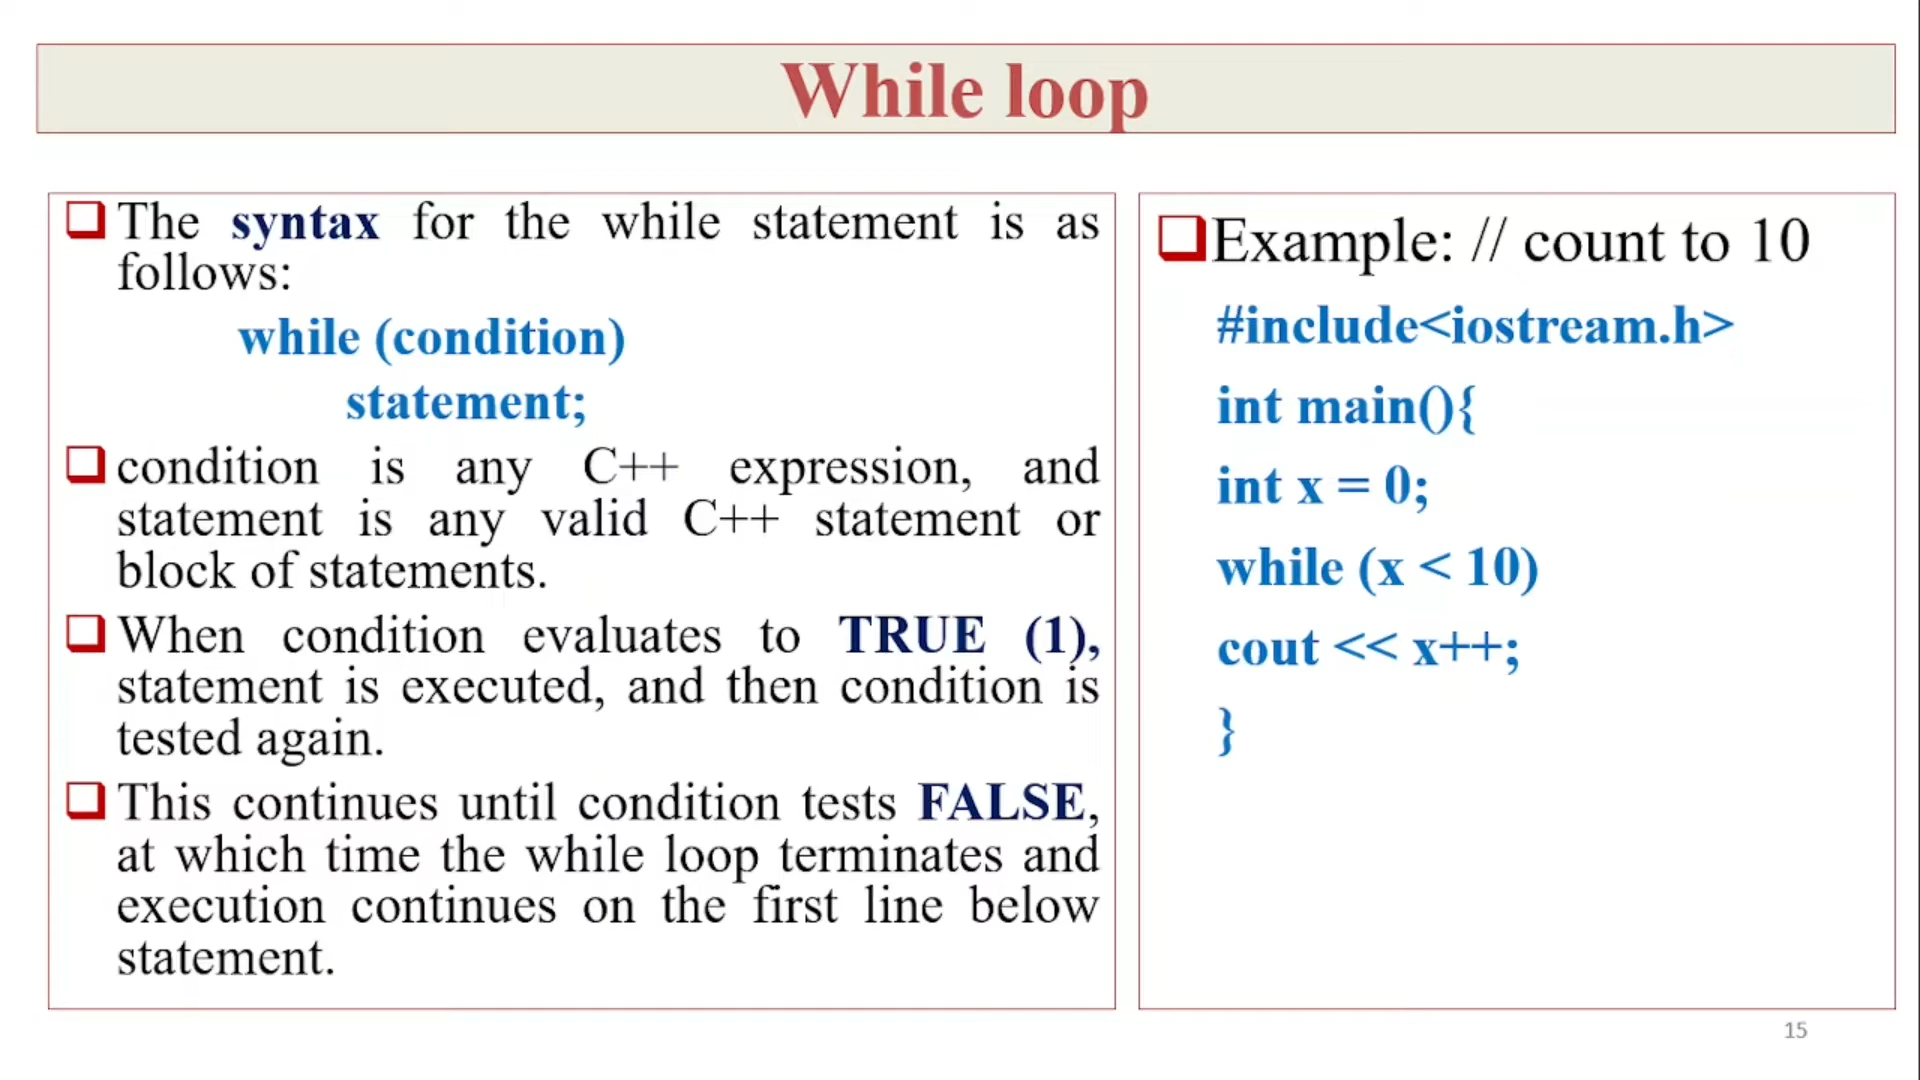 While loop
The syntax for the while statement is as
follows:
while (condition)
statement;
condition is any C++ expression, and
statement is any valid C++ statement or
block of statements.
When condition evaluates to TRUE (1),
statement is executed, and then condition is
tested again.
This continues until condition tests FALSE,
at which time the while loop terminates and
execution continues on the first line below
statement.
Example: // count to 10
#include<iostream.h>
int main(){
int x = 0;
while (x < 10)
cout << x++;
}
15